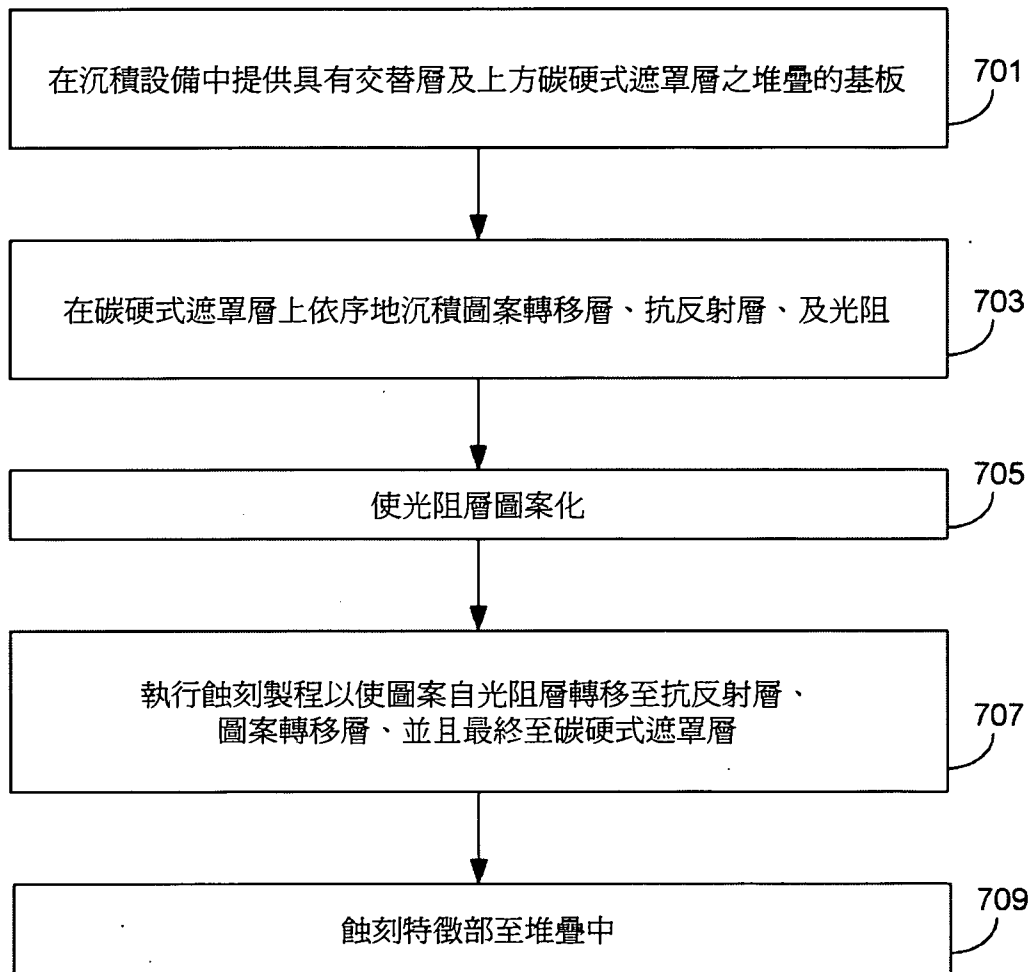 在沉積設備中提供具有交替層及上方碳硬式遮罩層之堆疊的基板
701
在碳硬式遮罩層上依序地沉積圖案轉移層、抗反射層、及光阻
703
使光阻層圖案化
705
執行蝕刻製程以使圖案自光阻層轉移至抗反射層、
圖案轉移層、並且最終至碳硬式遮罩層
707
蝕刻特徵部至堆疊中
709